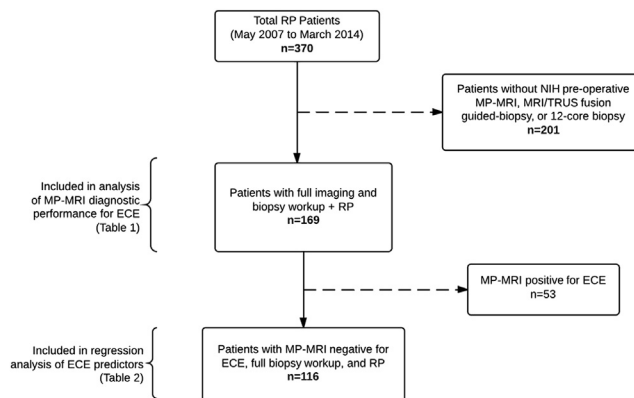 Total RP Patients
(May 2007 to March 2014)
n=370
Patients without NIH pre-operative
MP-MRI, MRI/TRUS fusion
guided-biopsy, or 12-core biopsy
n=201
Included in analysis
of MP-MRI diagnostic
performance for ECE
(Table 1)
Patients with full imaging and
biopsy workup + RP
n=169
MP-MRI positive for ECE
n=53
Included in regression
analysis of ECE predictors
(Table 2)
Patients with MP-MRI negative for
ECE, full biopsy workup, and RP
n=116